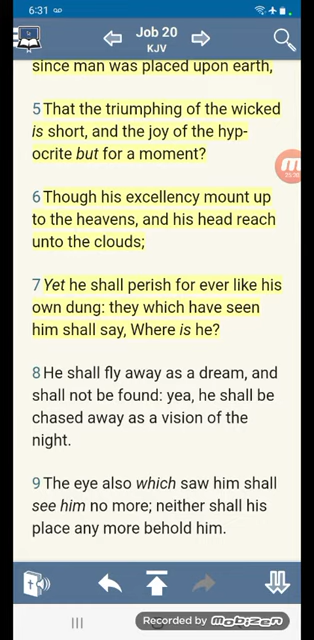 6:31
Job 20
KJV
since man was placed upon earth,
5 That the triumphing of the wicked
is short, and the joy of the hyp-
ocrite but for a moment?
6 Though his excellency mount up
to the heavens, and his head reach
unto the clouds;
7 Yet he shall perish for ever like his
own dung: they which have seen
him shall say, Where is he?
8 He shall fly away as a dream, and
shall not be found: yea, he shall be
chased away as a vision of the
night.
9 The eye also which saw him shall
see him no more; neither shall his
place any more behold him.
Recorded by mobizen